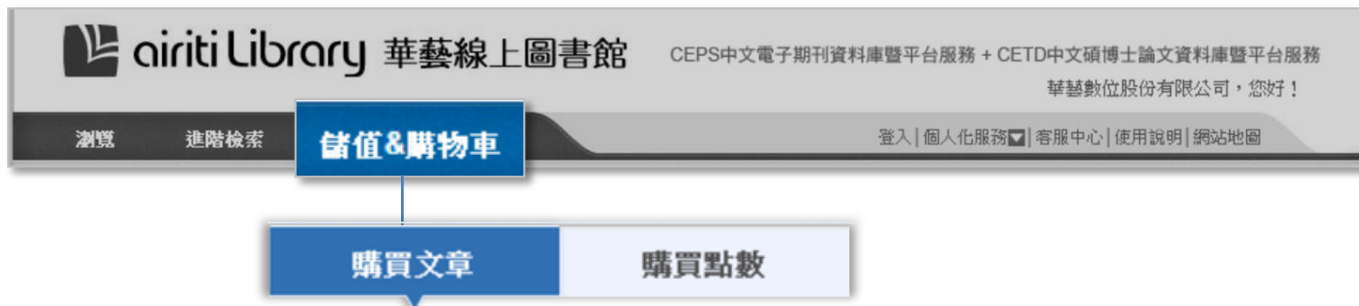 airiti Library 華藝線上圖書館
CEPS中文電子期刊資料庫暨平台服務 + CETD中文碩博士論文資料庫暨平台服務
華藝數位股份有限公司，您好！
瀏覽 進階檢索 儲值&購物車 登入|個人化服務|客服中心|使用說明|網站地圖
購買文章 購買點數